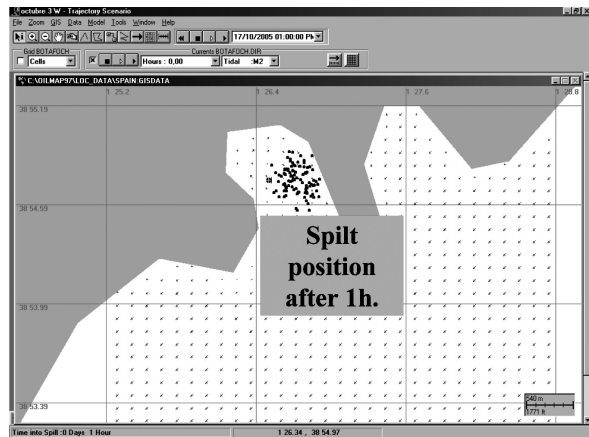 octubre 3 W - Trajectory Scenario
File Zoom GIS Data Model Tools Window Help
17/10/2005 01:00:00 PM
Grid BOTAFOCH
Cells
Currents BOTAFOCH.DIR
Hours : 0,00
Tidal :M2
C:\OILMAP97\LOC_DATA\SPAIN:GISDATA
1 25.2
1 26.4
1 27.6
1 28.8
38 55.19
38 54.59
38 53.99
38 53.39
Spilt
position
after 1h.
540 m
1771 ft
Time into Spill :0 Days 1 Hour
1 26.34 , 38 54.97